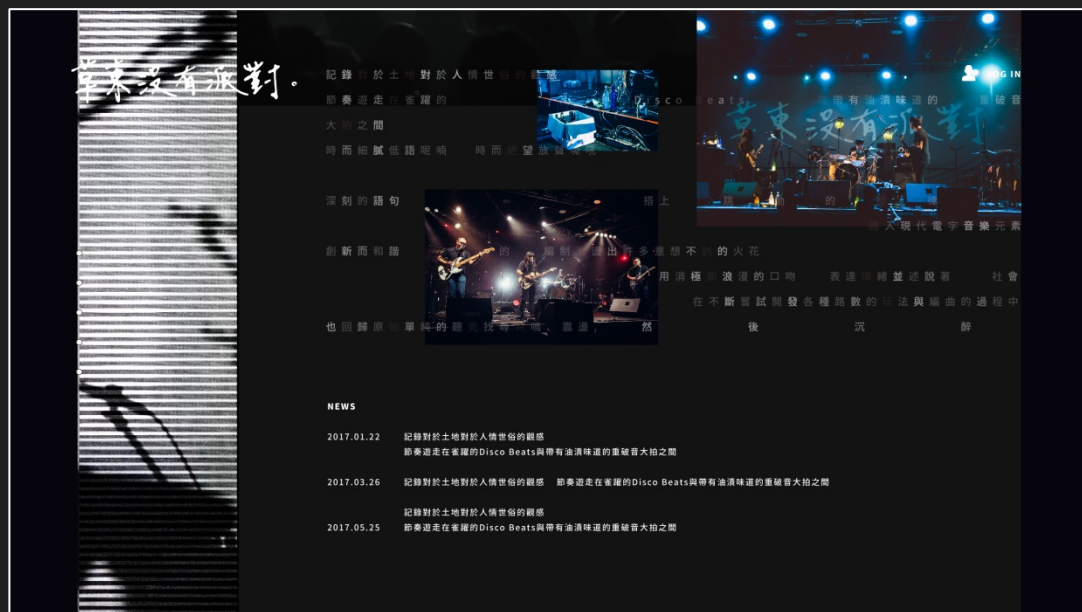 草東沒有派對。
LOG IN
記錄對於土地對於人情世俗的觀感
節奏遊走在雀躍的 Disco Beats 帶有油漬味道的 重破音
草東沒有派對
大拍之間
時而細膩低語呢喃 時而絕望放聲
深刻的語句 搭上 的
融入現代電字音樂元素
創新而和諧 的 編制 出許多意想不到的火花
用消極卻浪漫的口吻 表達情緒並述說著 社會
在不斷嘗試開發各種路數的玩法與編曲的過程中
也回歸原始單純的聽 找 然 後 沉 醉
NEWS
2017.01.22 記錄對於土地對於人情世俗的觀感
節奏遊走在雀躍的Disco Beats與帶有油漬味道的重破音大拍之間
2017.03.26 記錄對於土地對於人情世俗的觀感 節奏遊走在雀躍的Disco Beats與帶有油漬味道的重破音大拍之間
記錄對於土地對於人情世俗的觀感
2017.05.25 節奏遊走在雀躍的Disco Beats與帶有油漬味道的重破音大拍之間